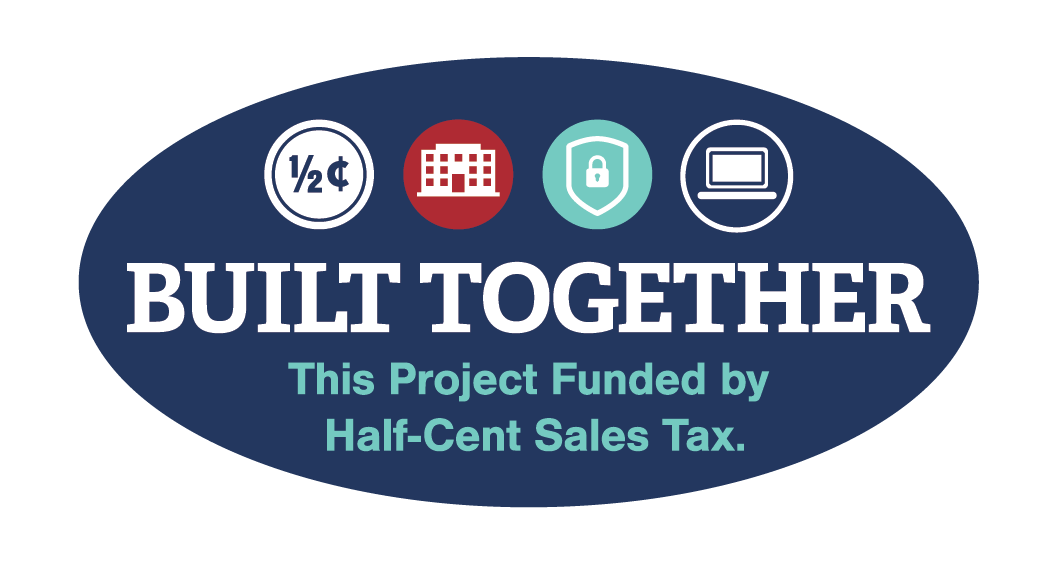 ½¢
BUILT TOGETHER
This Project Funded by
Half-Cent Sales Tax.